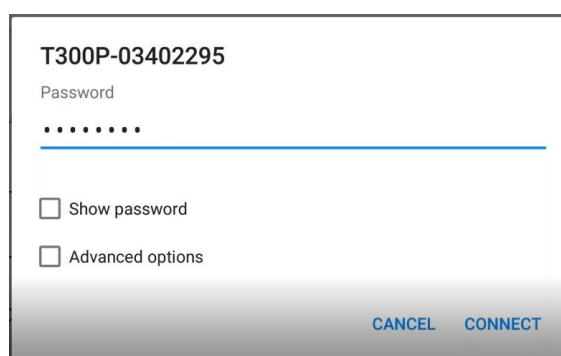 T300P-03402295
Password
••••••••
Show password
Advanced options
CANCEL CONNECT